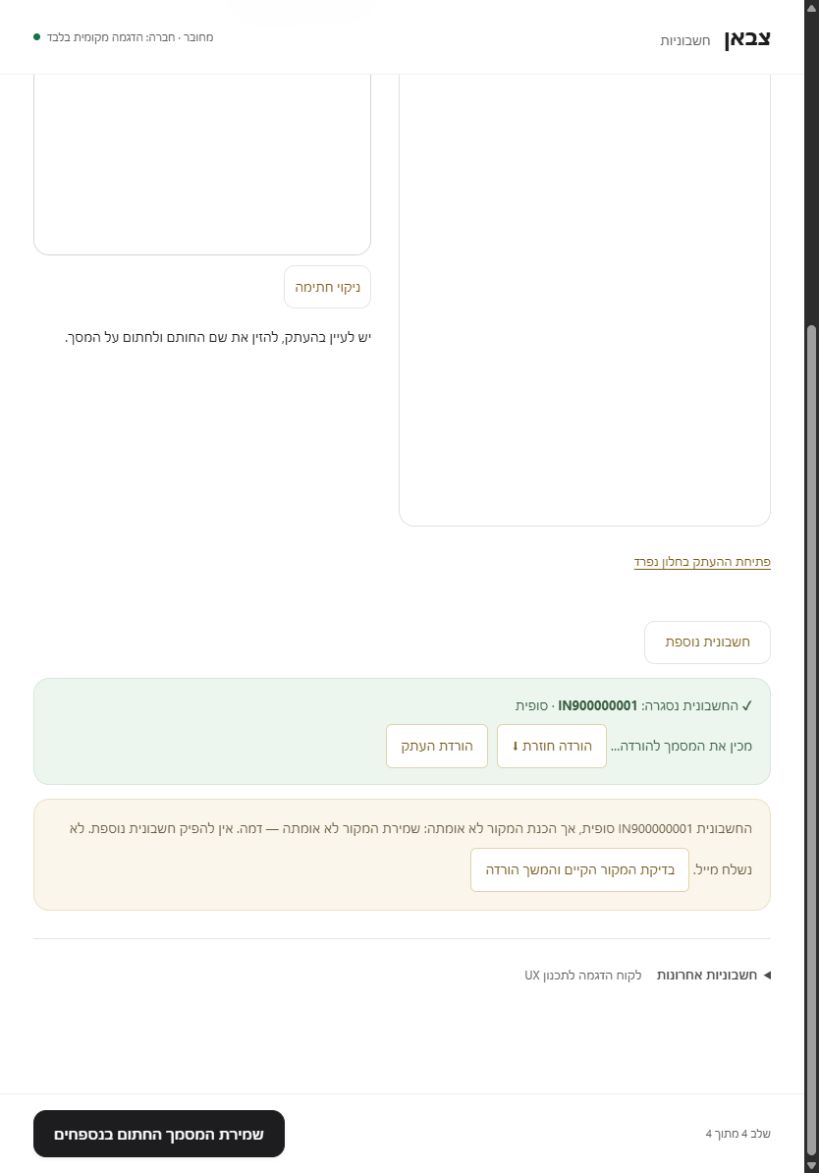 צבאן חשבוניות
מחובר · חברה: הדגמה מקומית בלבד
ניקוי חתימה
יש לעיין בהעתק, להזין את שם החותם ולחתום על המסך.
פתיחת ההעתק בחלון נפרד
חשבונית נוספת
✓ החשבונית נסגרה: IN900000001 · סופית
מכין את המסמך להורדה... הורדה חוזרת ⬇ הורדת העתק
החשבונית IN900000001 סופית, אך הכנת המקור לא אומתה: שמירת המקור לא אומתה — דמה. אין להפיק חשבונית נוספת. לא
נשלח מייל. בדיקת המקור הקיים והמשך הורדה
◀ חשבוניות אחרונות לקוח הדגמה לתכנון UX
שלב 4 מתוך 4
שמירת המסמך החתום בנספחים